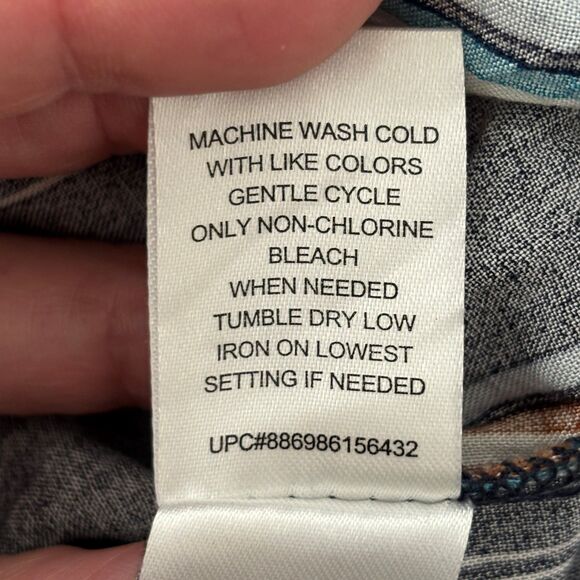 MACHINE WASH COLD
WITH LIKE COLORS
GENTLE CYCLE
ONLY NON-CHLORINE
BLEACH
WHEN NEEDED
TUMBLE DRY LOW
IRON ON LOWEST
SETTING IF NEEDED
UPC#886986156432